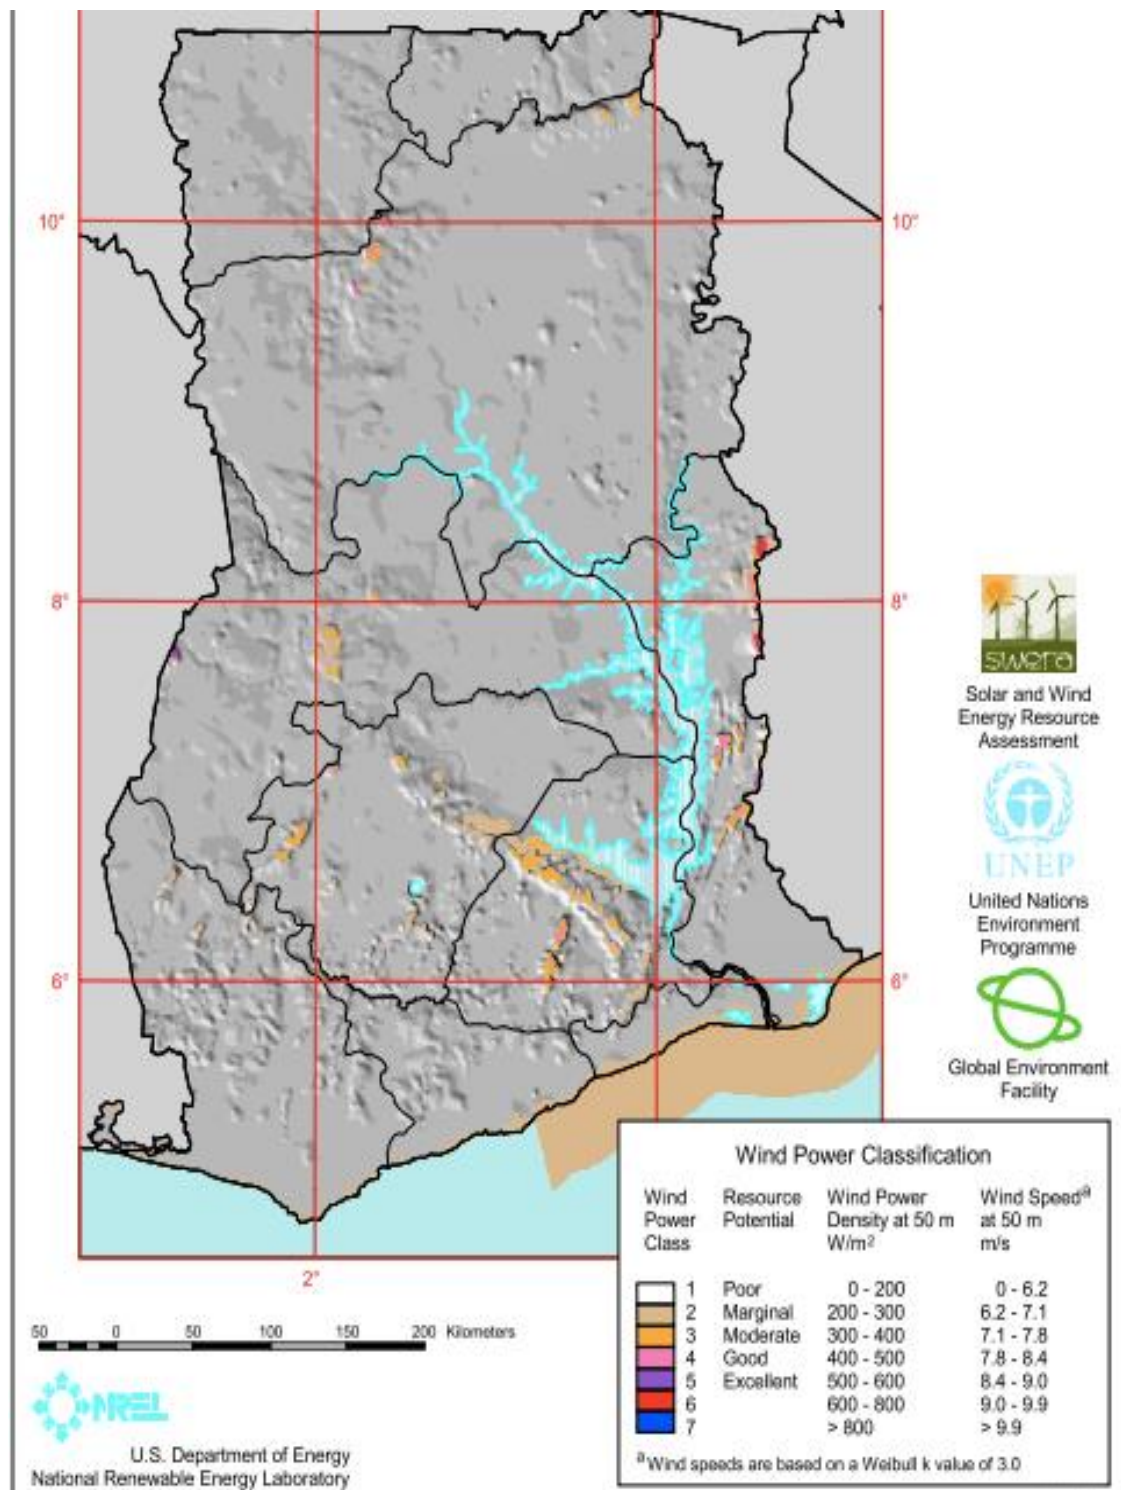 10°
10°
8°
8°
6°
6°
2°
swera
Solar and Wind
Energy Resource
Assessment
UNEP
United Nations
Environment
Programme
Global Environment
Facility
Wind Power Classification
Wind Power Class Resource Potential Wind Power Density at 50 m W/m² Wind Speedᵃ at 50 m m/s
1 Poor 0 - 200 0 - 6.2
2 Marginal 200 - 300 6.2 - 7.1
3 Moderate 300 - 400 7.1 - 7.8
4 Good 400 - 500 7.8 - 8.4
5 Excellent 500 - 600 8.4 - 9.0
6 600 - 800 9.0 - 9.9
7 > 800 > 9.9
ᵃWind speeds are based on a Weibull k value of 3.0
50 0 50 100 150 200 Kilometers
NREL
U.S. Department of Energy
National Renewable Energy Laboratory